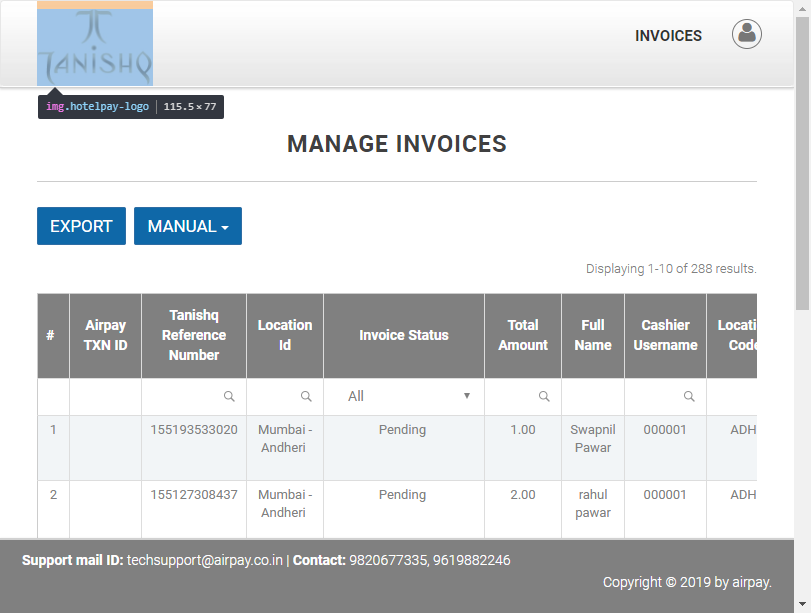 TANISHQ
INVOICES
img.hotelpay-logo | 115.5 × 77
MANAGE INVOICES
EXPORT
MANUAL
Displaying 1-10 of 288 results.
# Airpay TXN ID Tanishq Reference Number Location Id Invoice Status Total Amount Full Name Cashier Username Locati Code
All
1 155193533020 Mumbai - Andheri Pending 1.00 Swapnil Pawar 000001 ADH
2 155127308437 Mumbai - Andheri Pending 2.00 rahul pawar 000001 ADH
Support mail ID: techsupport@airpay.co.in | Contact: 9820677335, 9619882246
Copyright © 2019 by airpay.